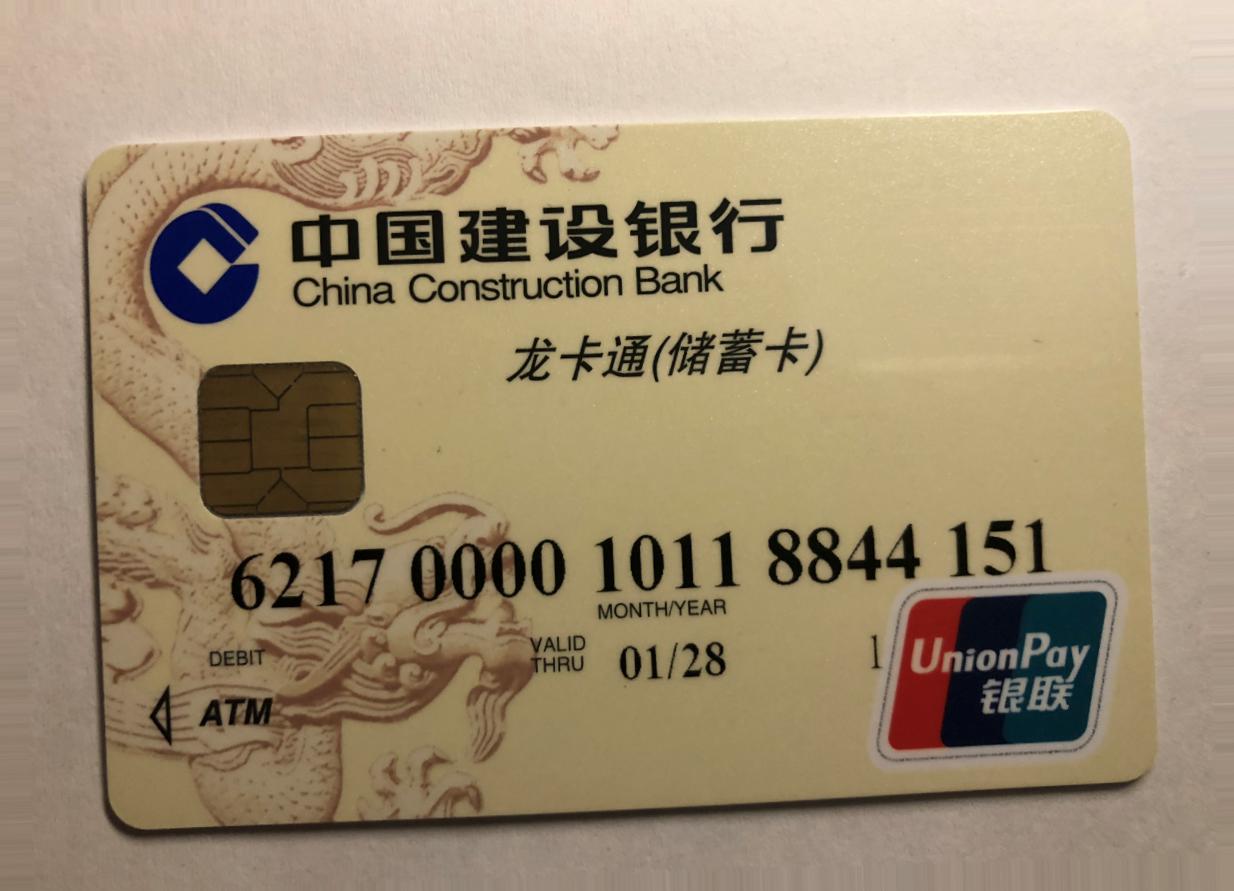 中国建设银行
China Construction Bank
龙卡通(储蓄卡)
6217 0000 1011 8844 151
MONTH/YEAR
DEBIT
VALID
THRU
01/28
1
UnionPay
银联
ATM